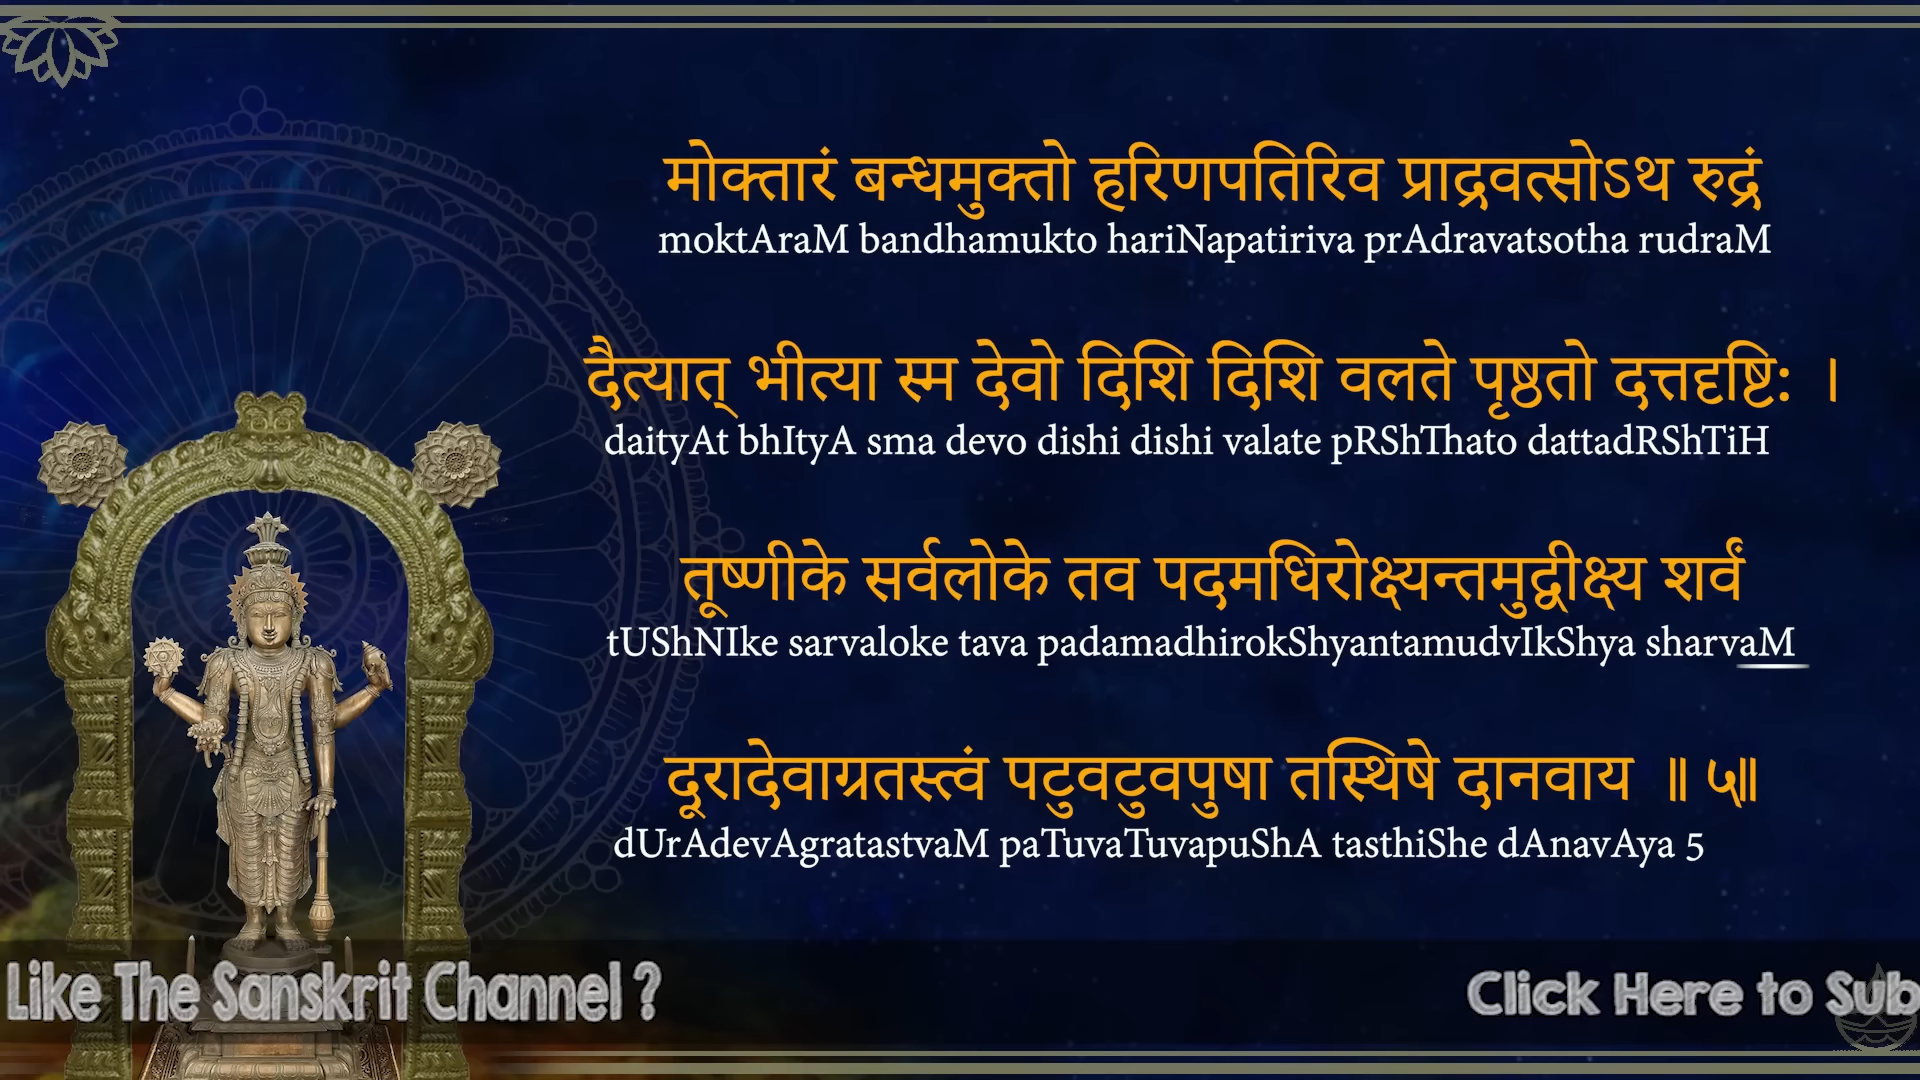 मोक्तारं बन्धमुक्तो हरिणपतिरिव प्राद्रवत्सोऽथ रुद्रं
moktAraM bandhamukto hariNapatiriva prAdravatsotha rudraM
दैत्यात् भीत्या स्म देवो दिशि दिशि वलते पृष्ठतो दत्तदृष्टिः ।
daityAt bhItyA sma devo dishi dishi valate pRShThato dattadRShTiH
तूष्णीके सर्वलोके तव पदमधिरोक्ष्यन्तमुद्वीक्ष्य शर्वं
tUShNIke sarvaloke tava padamadhirokShyantamudvIkShya sharvaM
दूरादेवाग्रतस्त्वं पटुवटुवपुषा तस्थिषे दानवाय ॥ ५॥
dUrAdevAgratastvaM paTuvaTuvapuShA tasthiShe dAnavAya 5
Like The Sanskrit Channel ? Click Here to Sub